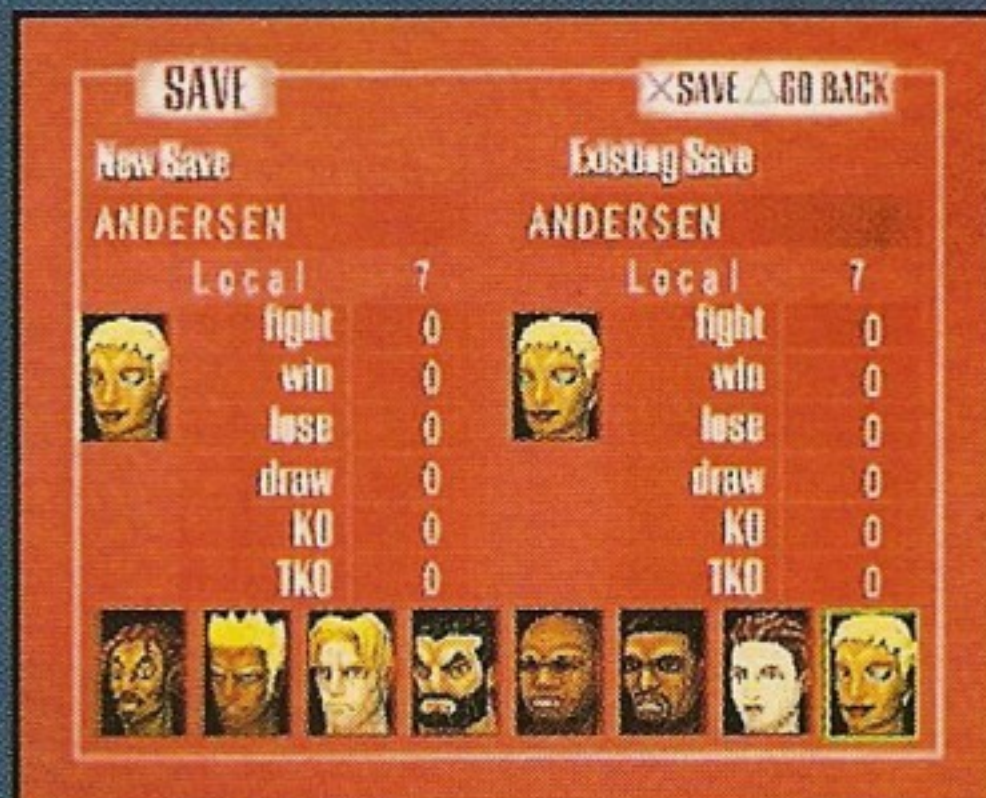 SAVE
×SAVE △GO BACK
New Save
Existing Save
ANDERSEN
ANDERSEN
Local 7
Local 7
fight 0
fight 0
win 0
win 0
lose 0
lose 0
draw 0
draw 0
KO 0
KO 0
TKO 0
TKO 0